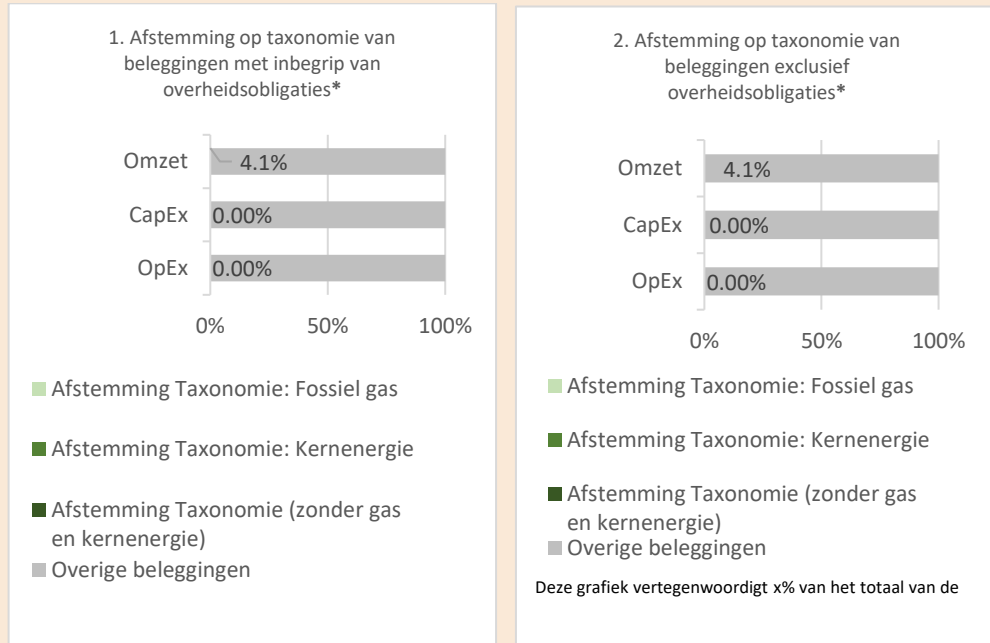 1. Afstemming op taxonomie van
beleggingen met inbegrip van
overheidsobligaties*
Omzet
4.1%
CapEx
0.00%
OpEx
0.00%
0%
50%
100%
Afstemming Taxonomie: Fossiel gas
Afstemming Taxonomie: Kernenergie
Afstemming Taxonomie (zonder gas
en kernenergie)
Overige beleggingen
2. Afstemming op taxonomie van
beleggingen exclusief
overheidsobligaties*
Omzet
4.1%
CapEx
0.00%
OpEx
0.00%
0%
50%
100%
Afstemming Taxonomie: Fossiel gas
Afstemming Taxonomie: Kernenergie
Afstemming Taxonomie (zonder gas
en kernenergie)
Overige beleggingen
Deze grafiek vertegenwoordigt x% van het totaal van de